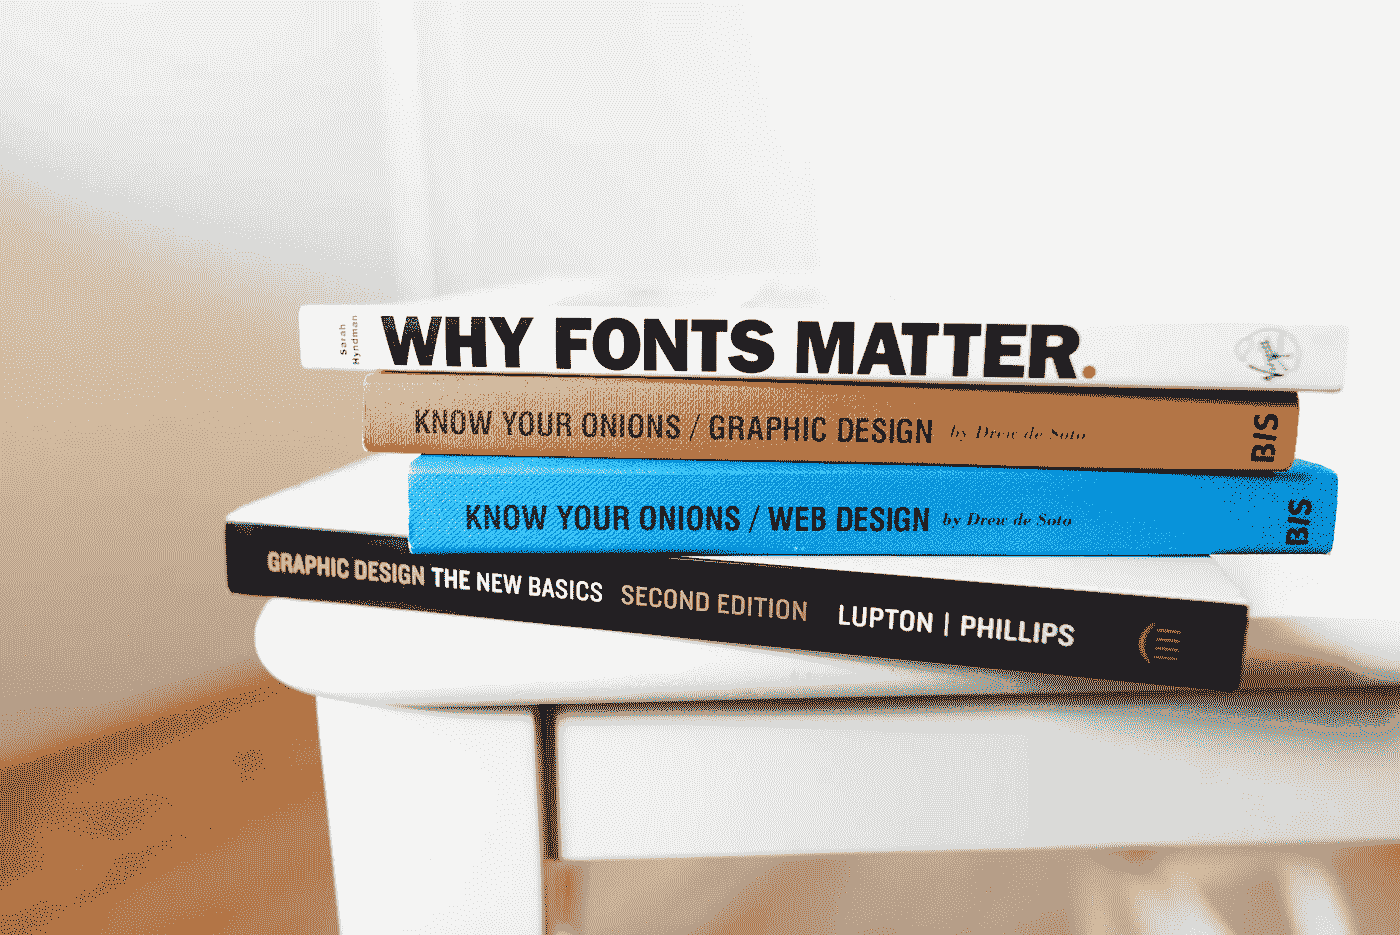 Sarah
Hyndman
WHY FONTS MATTER.
KNOW YOUR ONIONS / GRAPHIC DESIGN by Drew de Soto BIS
KNOW YOUR ONIONS / WEB DESIGN by Drew de Soto BIS
GRAPHIC DESIGN THE NEW BASICS SECOND EDITION LUPTON | PHILLIPS